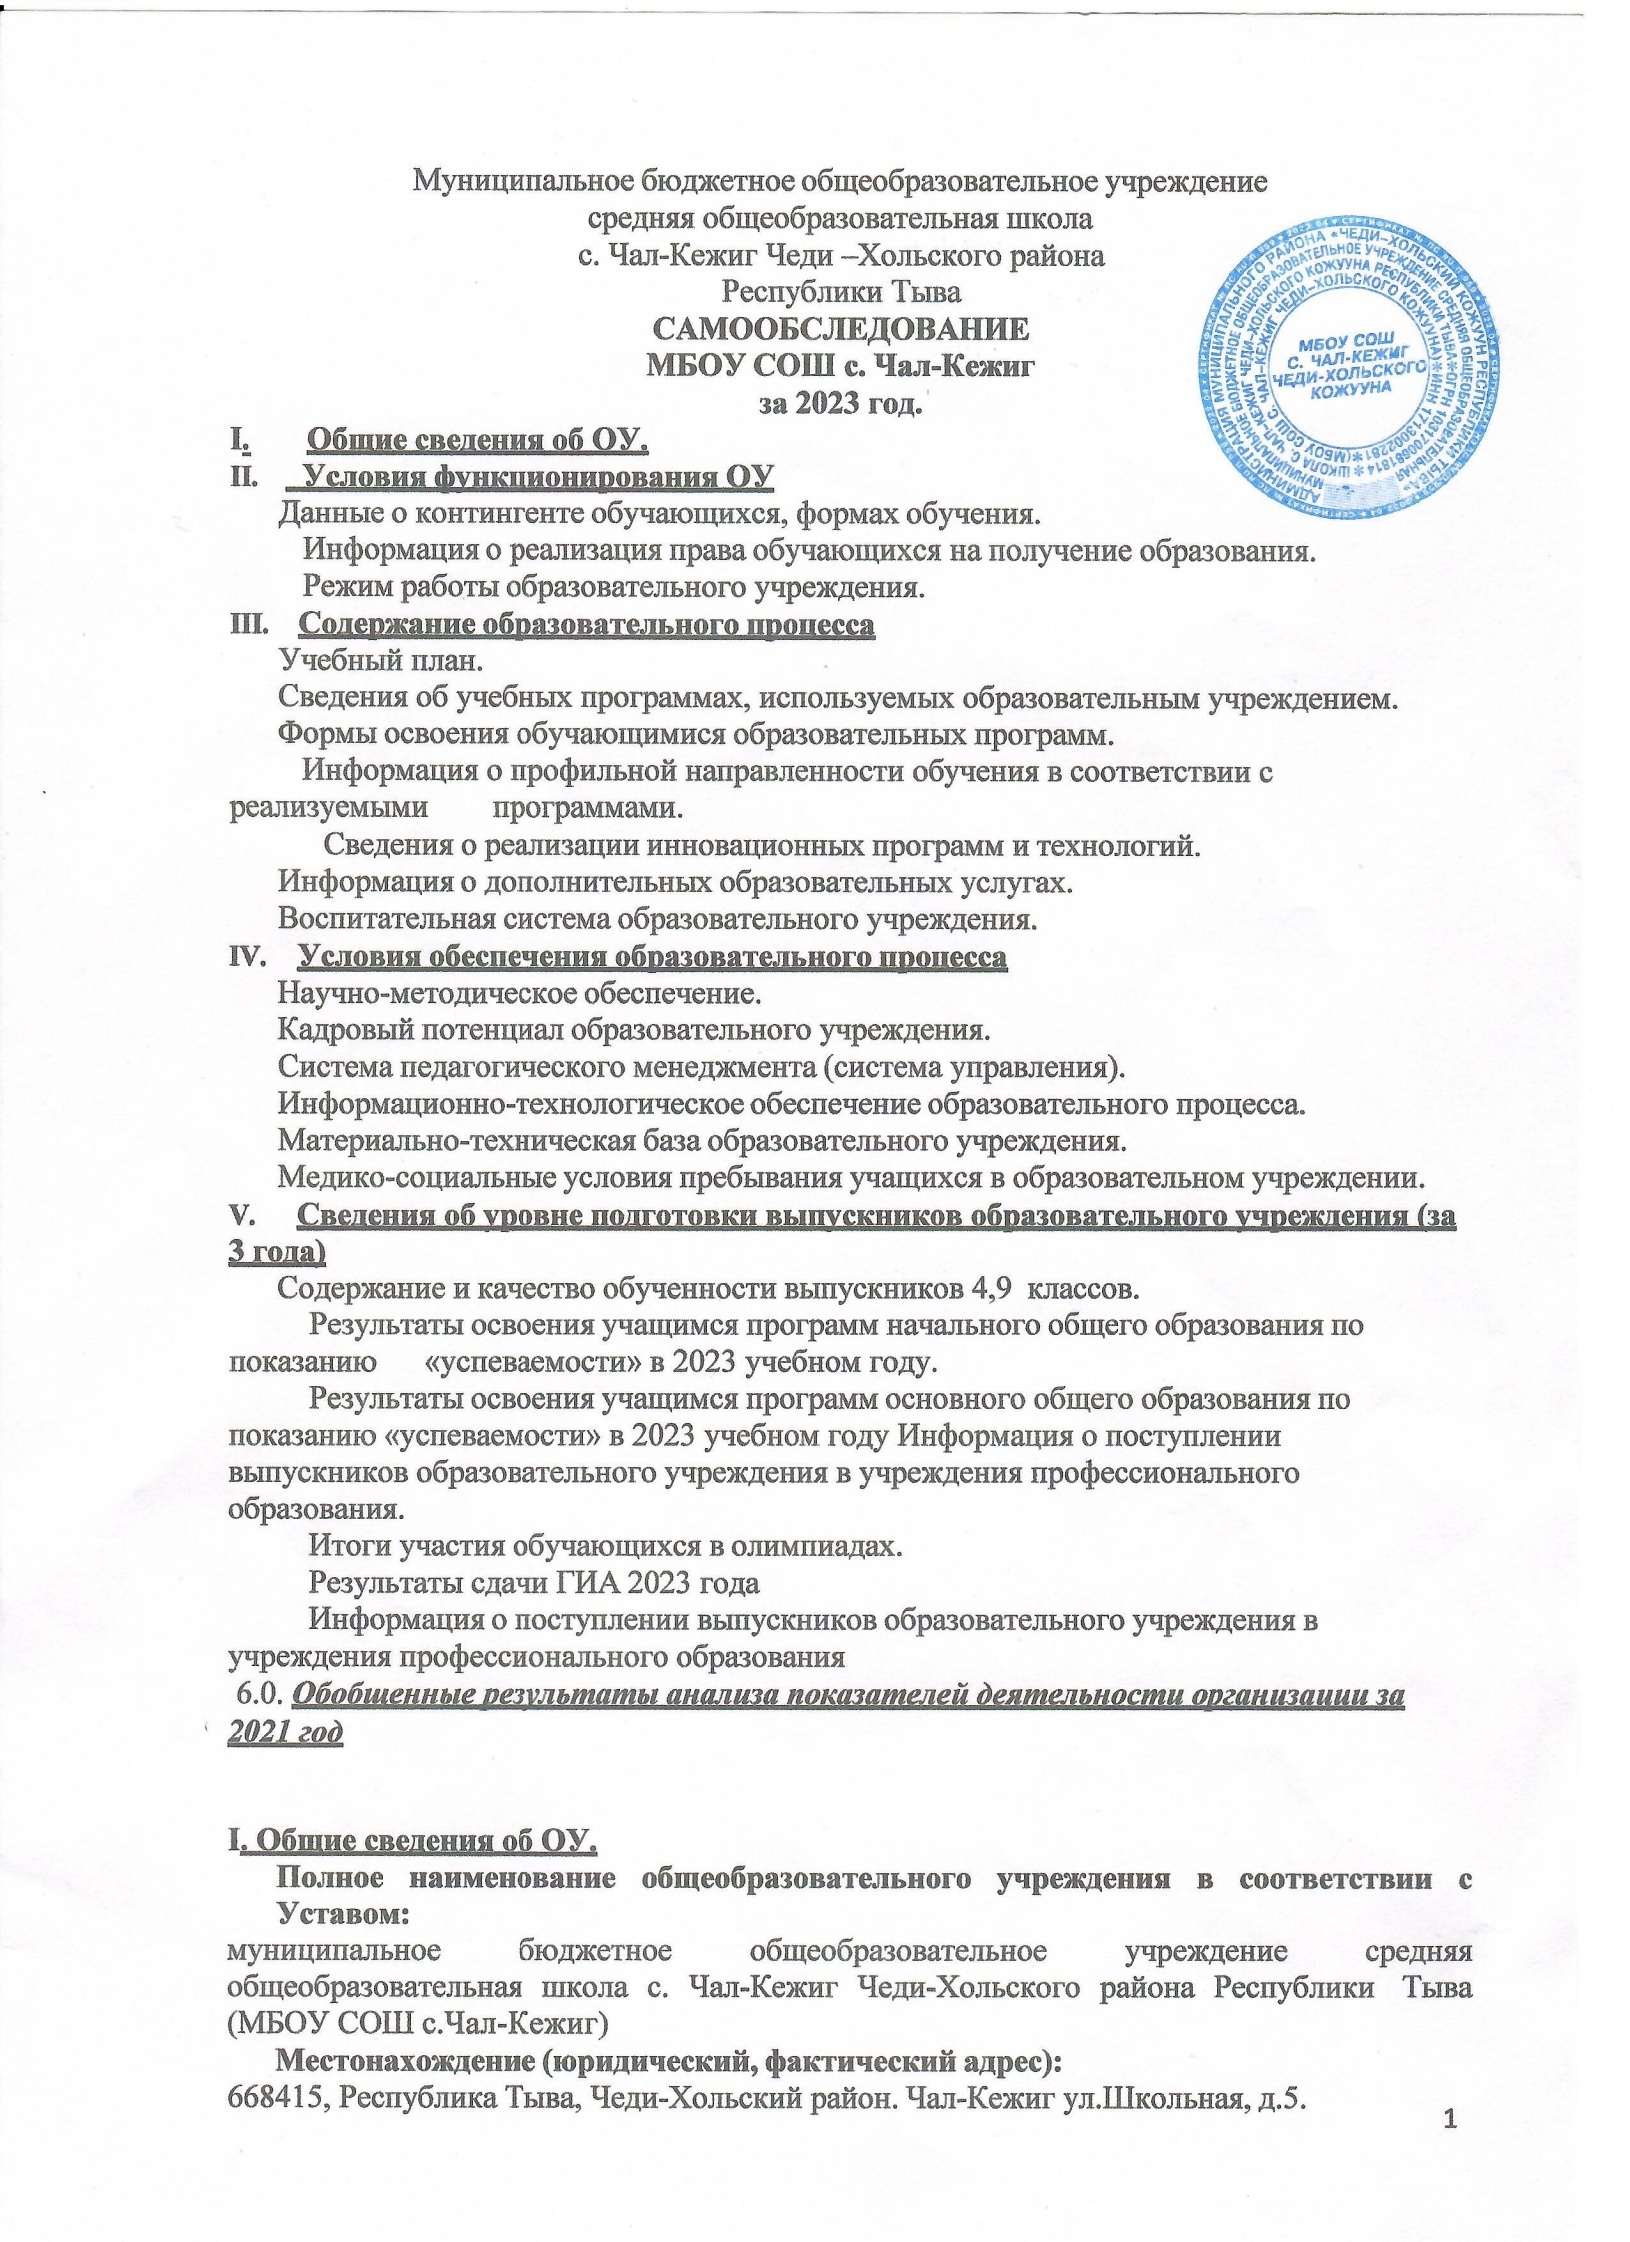 Муниципальное бюджетное общеобразовательное учреждение
средняя общеобразовательная школа
с. Чал-Кежиг Чеди –Хольского района
Республики Тыва
САМООБСЛЕДОВАНИЕ
МБОУ СОШ с. Чал-Кежиг
за 2023 год.
МБОУ СОШ
С. ЧАЛ-КЕЖИГ
ЧЕДИ-ХОЛЬСКОГО
КОЖУУНА
I. Общие сведения об ОУ.
II. Условия функционирования ОУ
Данные о контингенте обучающихся, формах обучения.
Информация о реализация права обучающихся на получение образования.
Режим работы образовательного учреждения.
III. Содержание образовательного процесса
Учебный план.
Сведения об учебных программах, используемых образовательным учреждением.
Формы освоения обучающимися образовательных программ.
Информация о профильной направленности обучения в соответствии с
реализуемыми программами.
Сведения о реализации инновационных программ и технологий.
Информация о дополнительных образовательных услугах.
Воспитательная система образовательного учреждения.
IV. Условия обеспечения образовательного процесса
Научно-методическое обеспечение.
Кадровый потенциал образовательного учреждения.
Система педагогического менеджмента (система управления).
Информационно-технологическое обеспечение образовательного процесса.
Материально-техническая база образовательного учреждения.
Медико-социальные условия пребывания учащихся в образовательном учреждении.
V. Сведения об уровне подготовки выпускников образовательного учреждения (за
3 года)
Содержание и качество обученности выпускников 4,9 классов.
Результаты освоения учащимся программ начального общего образования по
показанию «успеваемости» в 2023 учебном году.
Результаты освоения учащимся программ основного общего образования по
показанию «успеваемости» в 2023 учебном году Информация о поступлении
выпускников образовательного учреждения в учреждения профессионального
образования.
Итоги участия обучающихся в олимпиадах.
Результаты сдачи ГИА 2023 года
Информация о поступлении выпускников образовательного учреждения в
учреждения профессионального образования
6.0. Обобщенные результаты анализа показателей деятельности организации за
2021 год
I. Общие сведения об ОУ.
Полное наименование общеобразовательного учреждения в соответствии с
Уставом:
муниципальное бюджетное общеобразовательное учреждение средняя
общеобразовательная школа с. Чал-Кежиг Чеди-Хольского района Республики Тыва
(МБОУ СОШ с.Чал-Кежиг)
Местонахождение (юридический, фактический адрес):
668415, Республика Тыва, Чеди-Хольский район. Чал-Кежиг ул.Школьная, д.5.
1